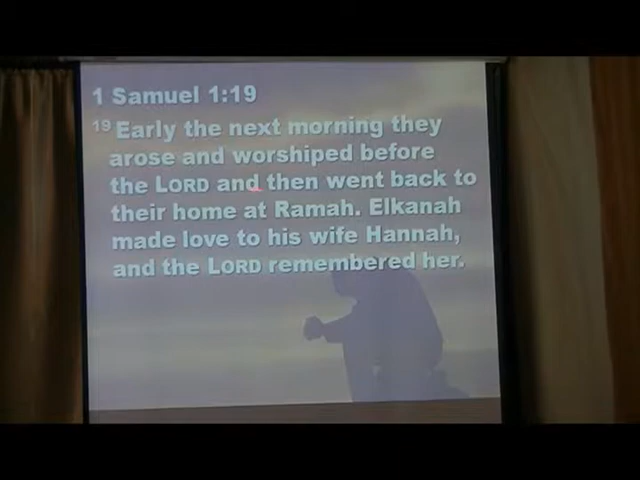 1 Samuel 1:19
19 Early the next morning they
arose and worshiped before
the LORD and then went back to
their home at Ramah. Elkanah
made love to his wife Hannah,
and the LORD remembered her.